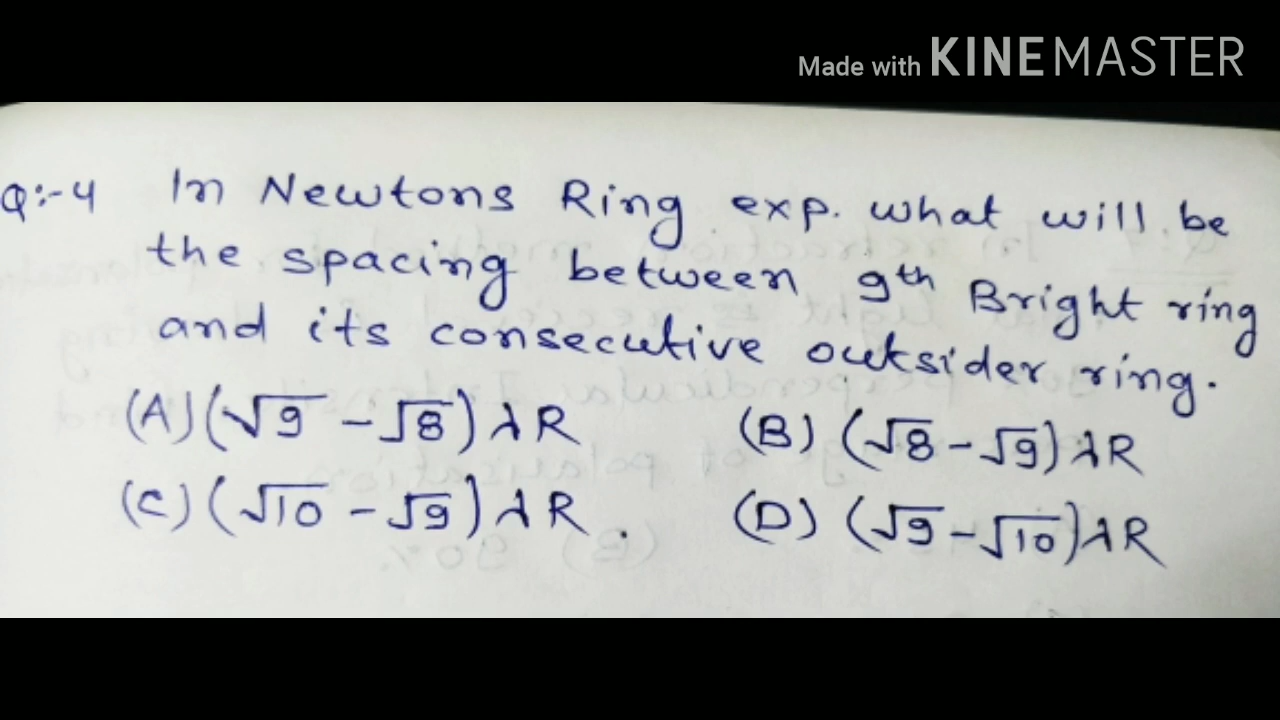 Made with KINEMASTER
Q:-4 In Newtons Ring exp. what will be
the spacing between 9th Bright ring
and its consecutive outsider ring.
(A) (√9 - √8) λR (B) (√8 - √9) λR
(C) (√10 - √9) λR. (D) (√9 - √10) λR